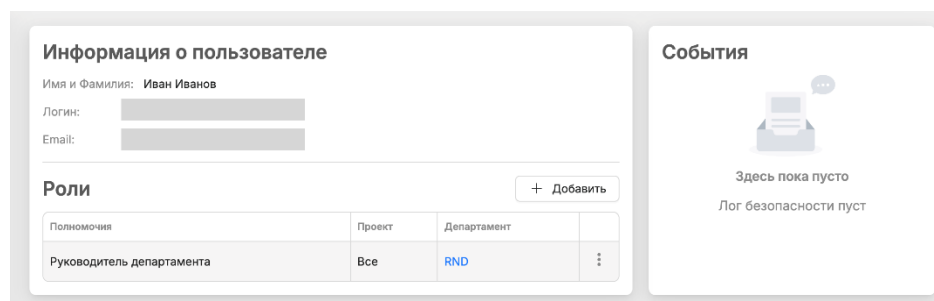 Информация о пользователе
Имя и Фамилия: Иван Иванов
Логин:
Email:
Роли
+ Добавить
Полномочия Проект Департамент
Руководитель департамента Все RND
События
Здесь пока пусто
Лог безопасности пуст